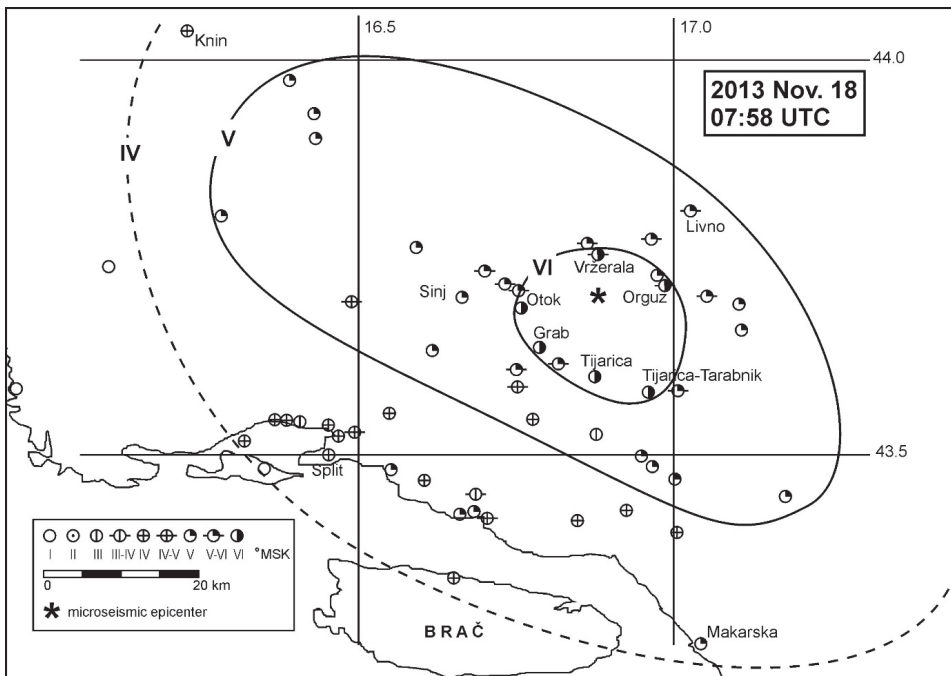 16.5
17.0
Knin
44.0
2013 Nov. 18
07:58 UTC
V
IV
Livno
VI
Vržerala
Sinj
Otok
Orguz
Grab
Tijarica
Tijarica-Tarabnik
43.5
Split
I II III III-IV IV IV-V V V-VI VI °MSK
0 20 km
* microseismic epicenter
BRAČ
Makarska